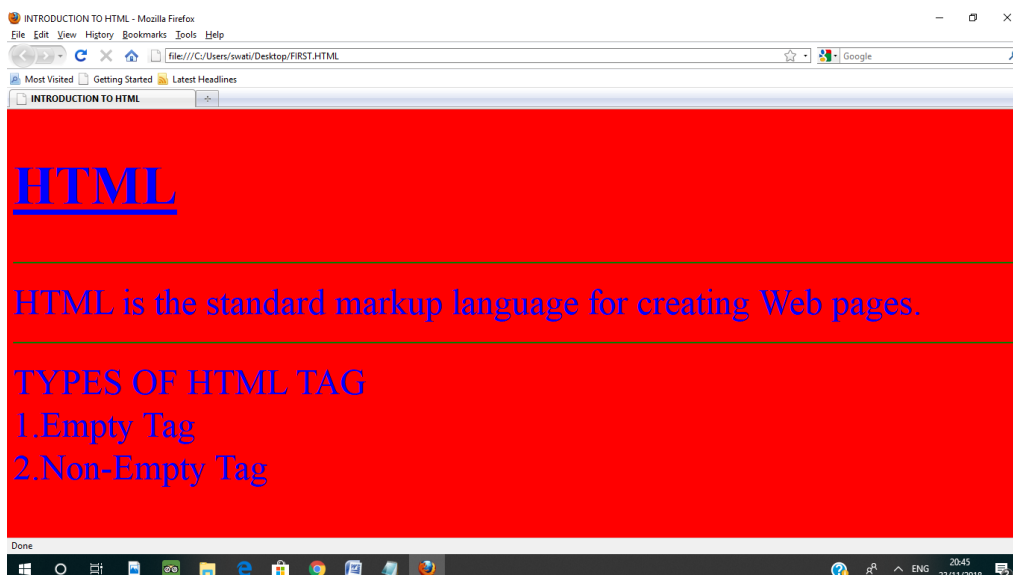 INTRODUCTION TO HTML - Mozilla Firefox
File Edit View History Bookmarks Tools Help
file:///C:/Users/swati/Desktop/FIRST.HTML Google
Most Visited Getting Started Latest Headlines
INTRODUCTION TO HTML
HTML
HTML is the standard markup language for creating Web pages.
TYPES OF HTML TAG
1.Empty Tag
2.Non-Empty Tag
Done
ENG 20:45